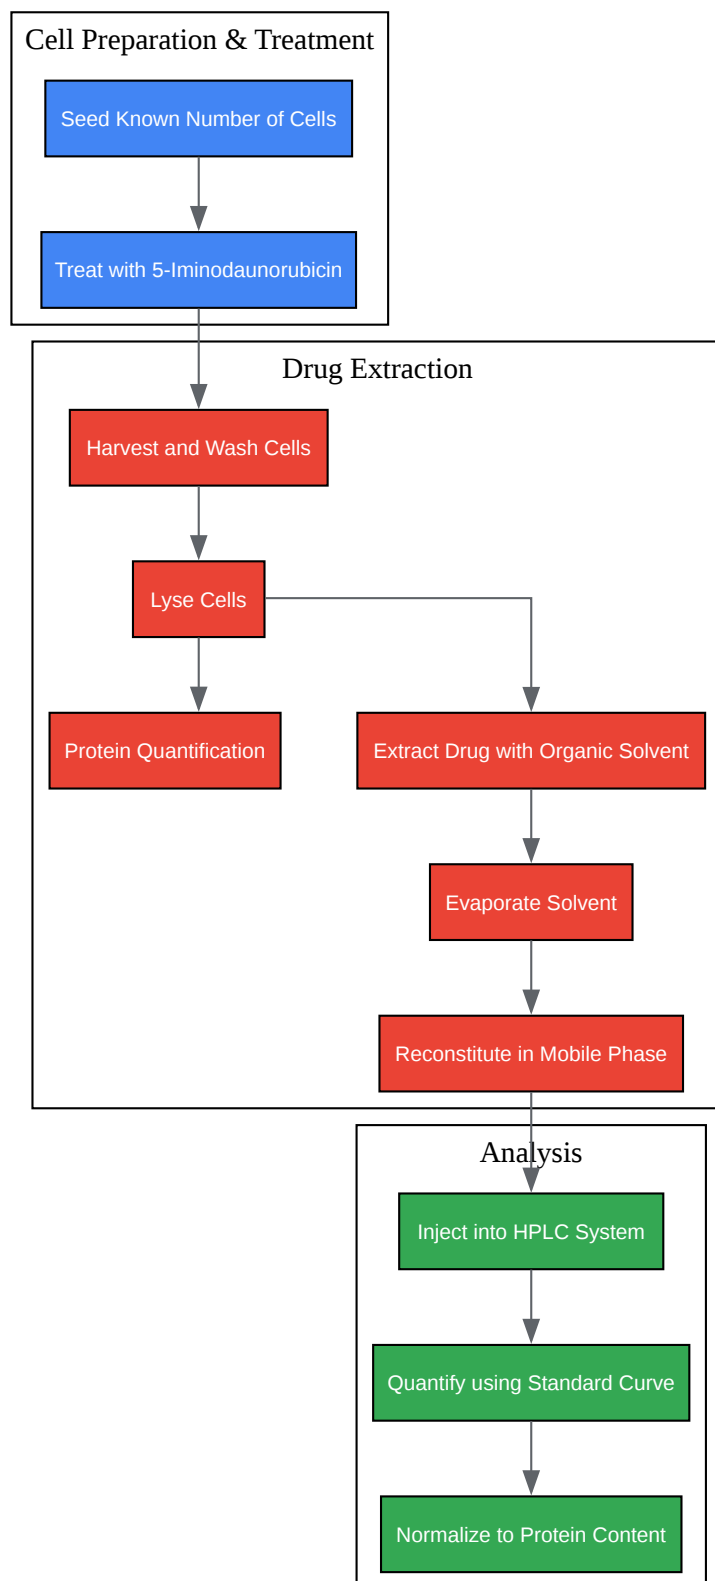 Cell Preparation & Treatment
Seed Known Number of Cells
Treat with 5-Iminodaunorubicin
Drug Extraction
Harvest and Wash Cells
Lyse Cells
Protein Quantification
Extract Drug with Organic Solvent
Evaporate Solvent
Reconstitute in Mobile Phase
Analysis
Inject into HPLC System
Quantify using Standard Curve
Normalize to Protein Content